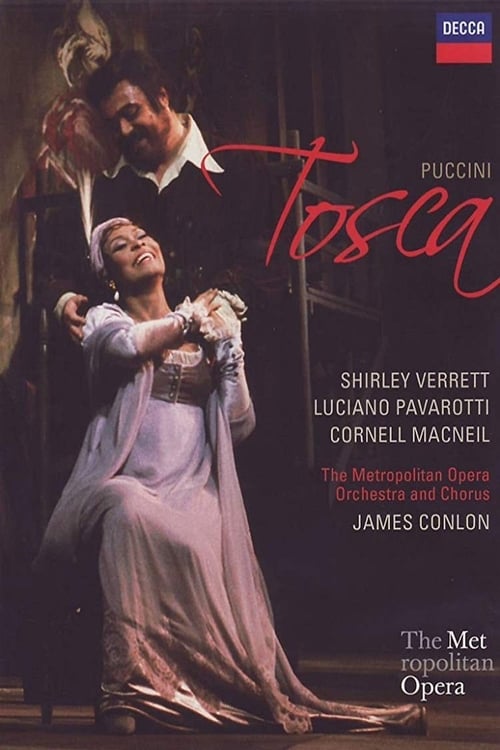 DECCA
PUCCINI
Tosca
SHIRLEY VERRETT
LUCIANO PAVAROTTI
CORNELL MACNEIL
The Metropolitan Opera
Orchestra and Chorus
JAMES CONLON
The Met
ropolitan
Opera